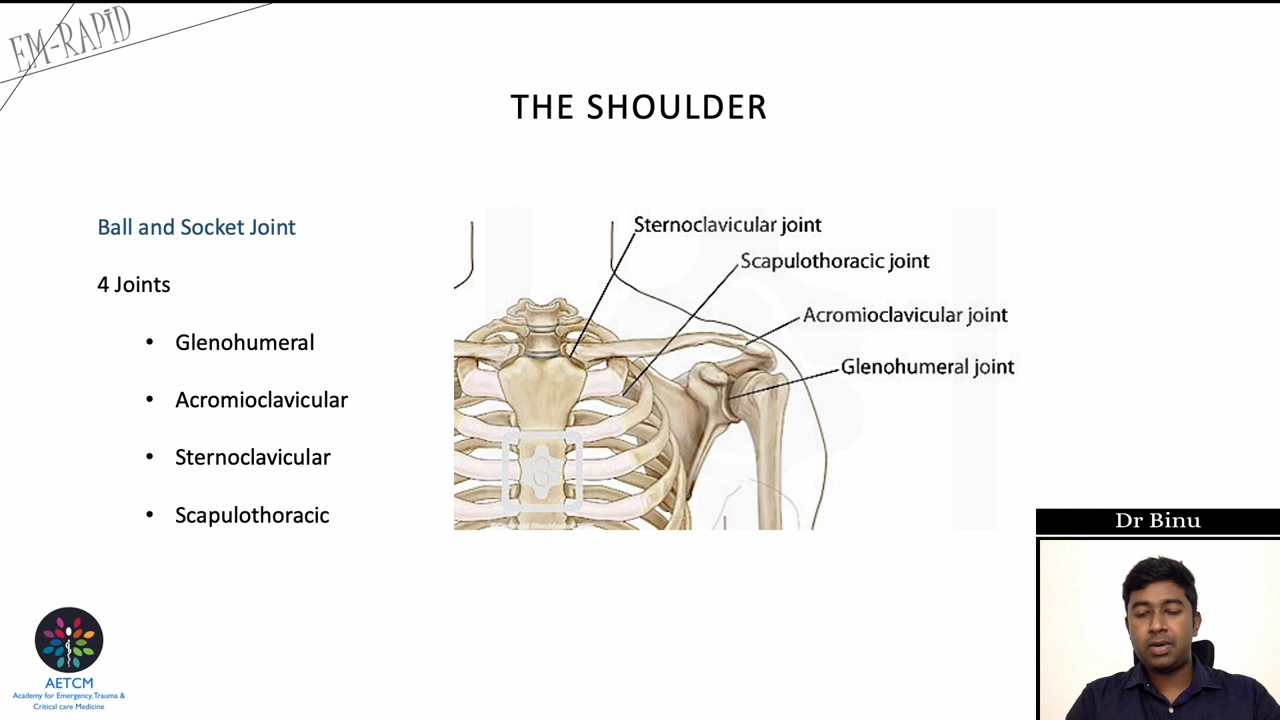 EM-RAPID
THE SHOULDER
Ball and Socket Joint
4 Joints
• Glenohumeral
• Acromioclavicular
• Sternoclavicular
• Scapulothoracic
Sternoclavicular joint
Scapulothoracic joint
Acromioclavicular joint
Glenohumeral joint
Dr Binu
AETCM
Academy for Emergency,Trauma &
Critical care Medicine